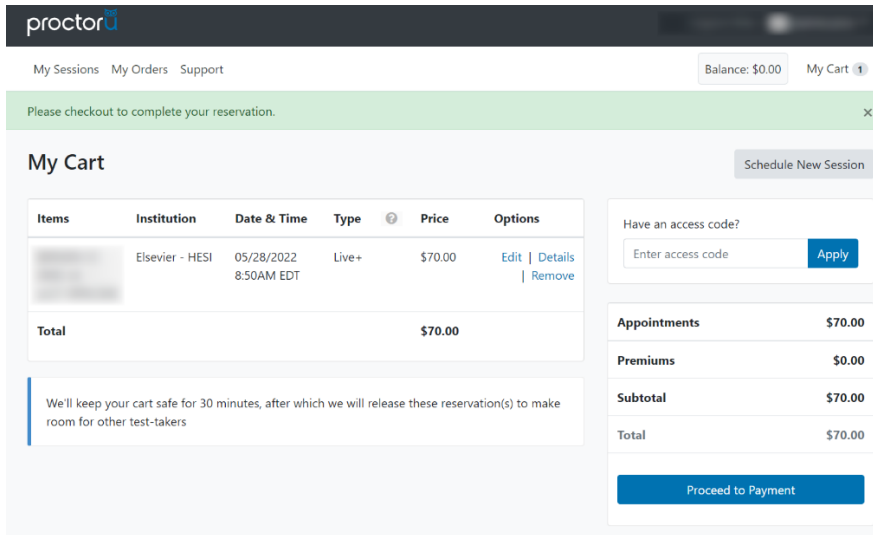 proctorü
My Sessions My Orders Support Balance: $0.00 My Cart 1
Please checkout to complete your reservation. ×
My Cart
Schedule New Session
Items Institution Date & Time Type ? Price Options
Elsevier - HESI 05/28/2022 Live+ $70.00 Edit | Details
8:50AM EDT | Remove
Total $70.00
We'll keep your cart safe for 30 minutes, after which we will release these reservation(s) to make
room for other test-takers
Have an access code?
Enter access code Apply
Appointments $70.00
Premiums $0.00
Subtotal $70.00
Total $70.00
Proceed to Payment